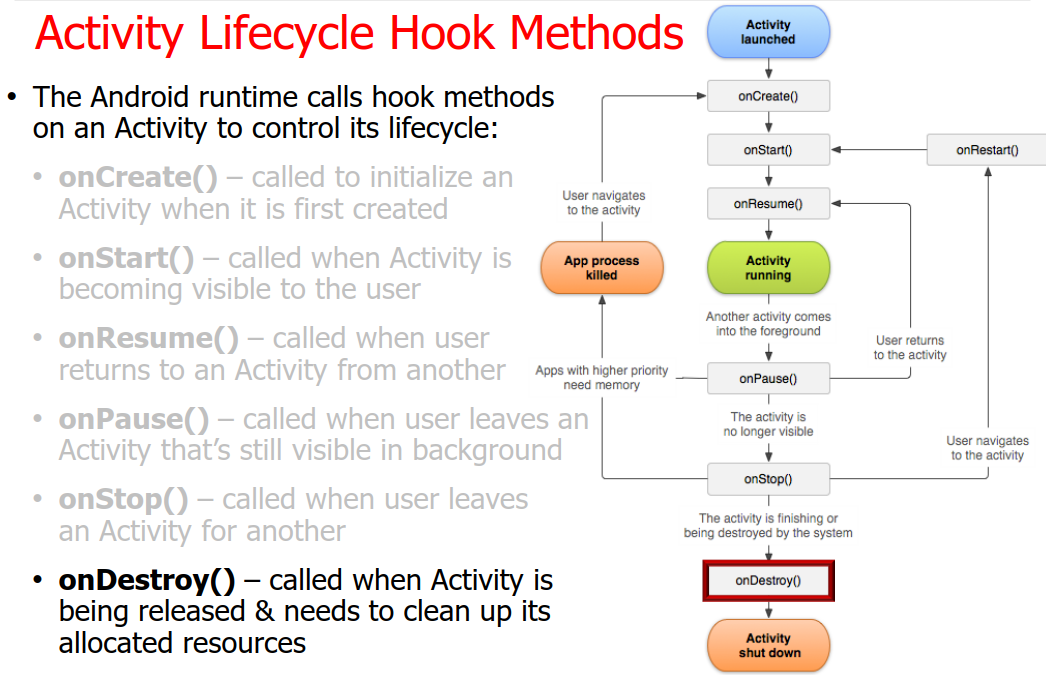 Activity Lifecycle Hook Methods
• The Android runtime calls hook methods
on an Activity to control its lifecycle:
• onCreate() – called to initialize an
Activity when it is first created
• onStart() – called when Activity is
becoming visible to the user
• onResume() – called when user
returns to an Activity from another
• onPause() – called when user leaves an
Activity that’s still visible in background
• onStop() – called when user leaves
an Activity for another
• onDestroy() – called when Activity is
being released & needs to clean up its
allocated resources
Activity
launched
onCreate()
onStart()
onRestart()
User navigates
to the activity
onResume()
App process
killed
Activity
running
Another activity comes
into the foreground
User returns
to the activity
Apps with higher priority
need memory
onPause()
The activity is
no longer visible
User navigates
to the activity
onStop()
The activity is finishing or
being destroyed by the system
onDestroy()
Activity
shut down